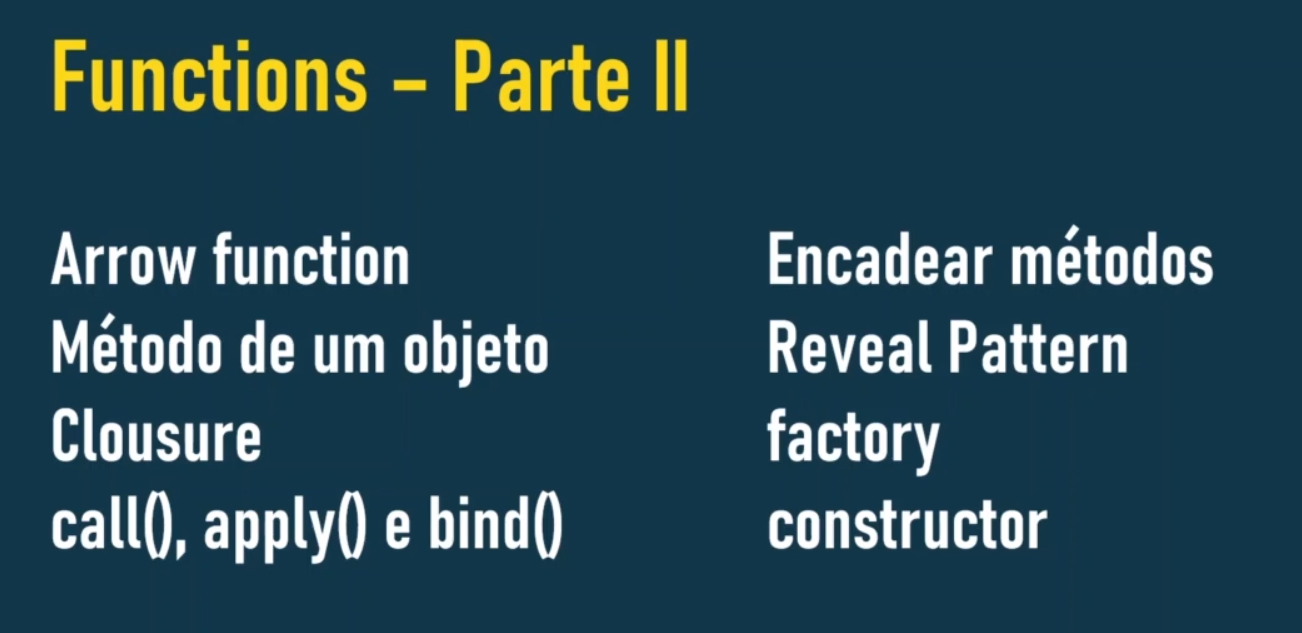 Functions – Parte II
Arrow function
Método de um objeto
Clousure
call(), apply() e bind()
Encadear métodos
Reveal Pattern
factory
constructor